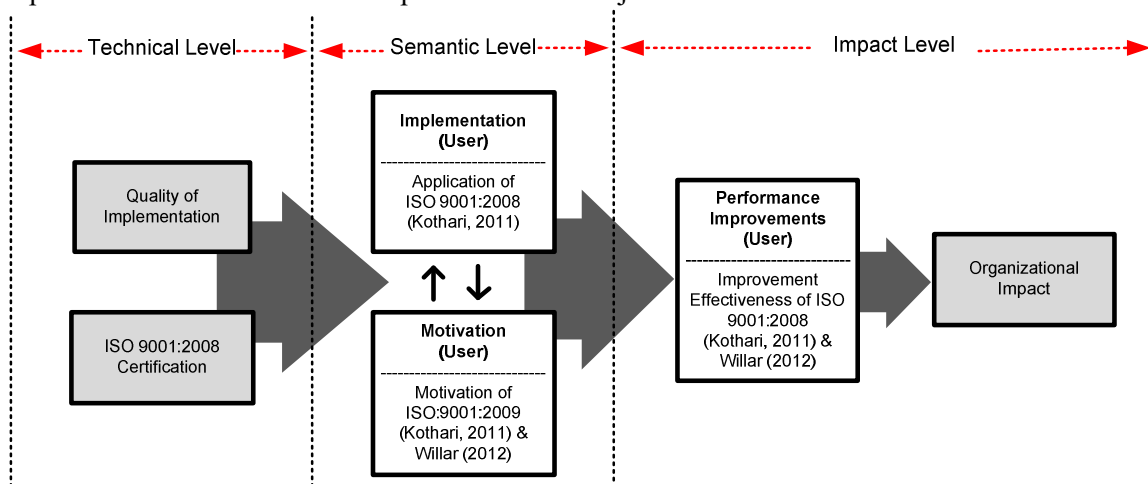 Technical Level
Semantic Level
Impact Level
Quality of
Implementation
ISO 9001:2008
Certification
Implementation
(User)
Application of
ISO 9001:2008
(Kothari, 2011)
Motivation
(User)
Motivation of
ISO:9001:2009
(Kothari, 2011) &
Willar (2012)
Performance
Improvements
(User)
Improvement
Effectiveness of ISO
9001:2008
(Kothari, 2011) &
Willar (2012)
Organizational
Impact